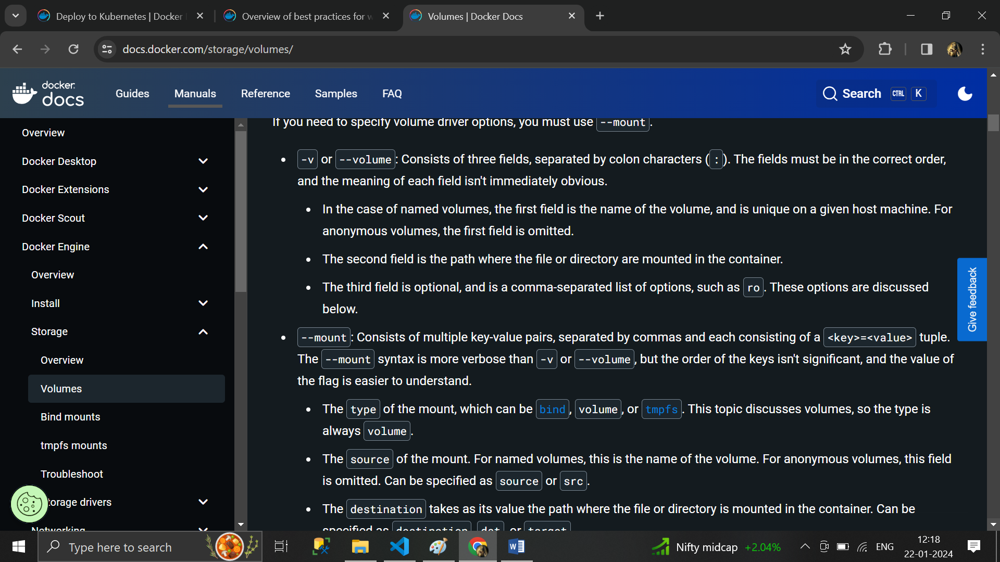 Deploy to Kubernetes | Docker
Overview of best practices for w
Volumes | Docker Docs
docs.docker.com/storage/volumes/
docker
docs
Guides
Manuals
Reference
Samples
FAQ
Search CTRL K
Overview
Docker Desktop
Docker Extensions
Docker Scout
Docker Engine
Overview
Install
Storage
Overview
Volumes
Bind mounts
tmpfs mounts
Troubleshoot
torage drivers
Networking
If you need to specify volume driver options, you must use --mount.
-v or --volume: Consists of three fields, separated by colon characters (:). The fields must be in the correct order,
and the meaning of each field isn't immediately obvious.
In the case of named volumes, the first field is the name of the volume, and is unique on a given host machine. For
anonymous volumes, the first field is omitted.
The second field is the path where the file or directory are mounted in the container.
The third field is optional, and is a comma-separated list of options, such as ro. These options are discussed
below.
--mount: Consists of multiple key-value pairs, separated by commas and each consisting of a <key>=<value> tuple.
The --mount syntax is more verbose than -v or --volume, but the order of the keys isn't significant, and the value of
the flag is easier to understand.
The type of the mount, which can be bind, volume, or tmpfs. This topic discusses volumes, so the type is
always volume.
The source of the mount. For named volumes, this is the name of the volume. For anonymous volumes, this field
is omitted. Can be specified as source or src.
The destination takes as its value the path where the file or directory is mounted in the container. Can be
specified as destination, dst, or target.
Give feedback
Type here to search
Nifty midcap +2.04%
ENG
12:18
22-01-2024